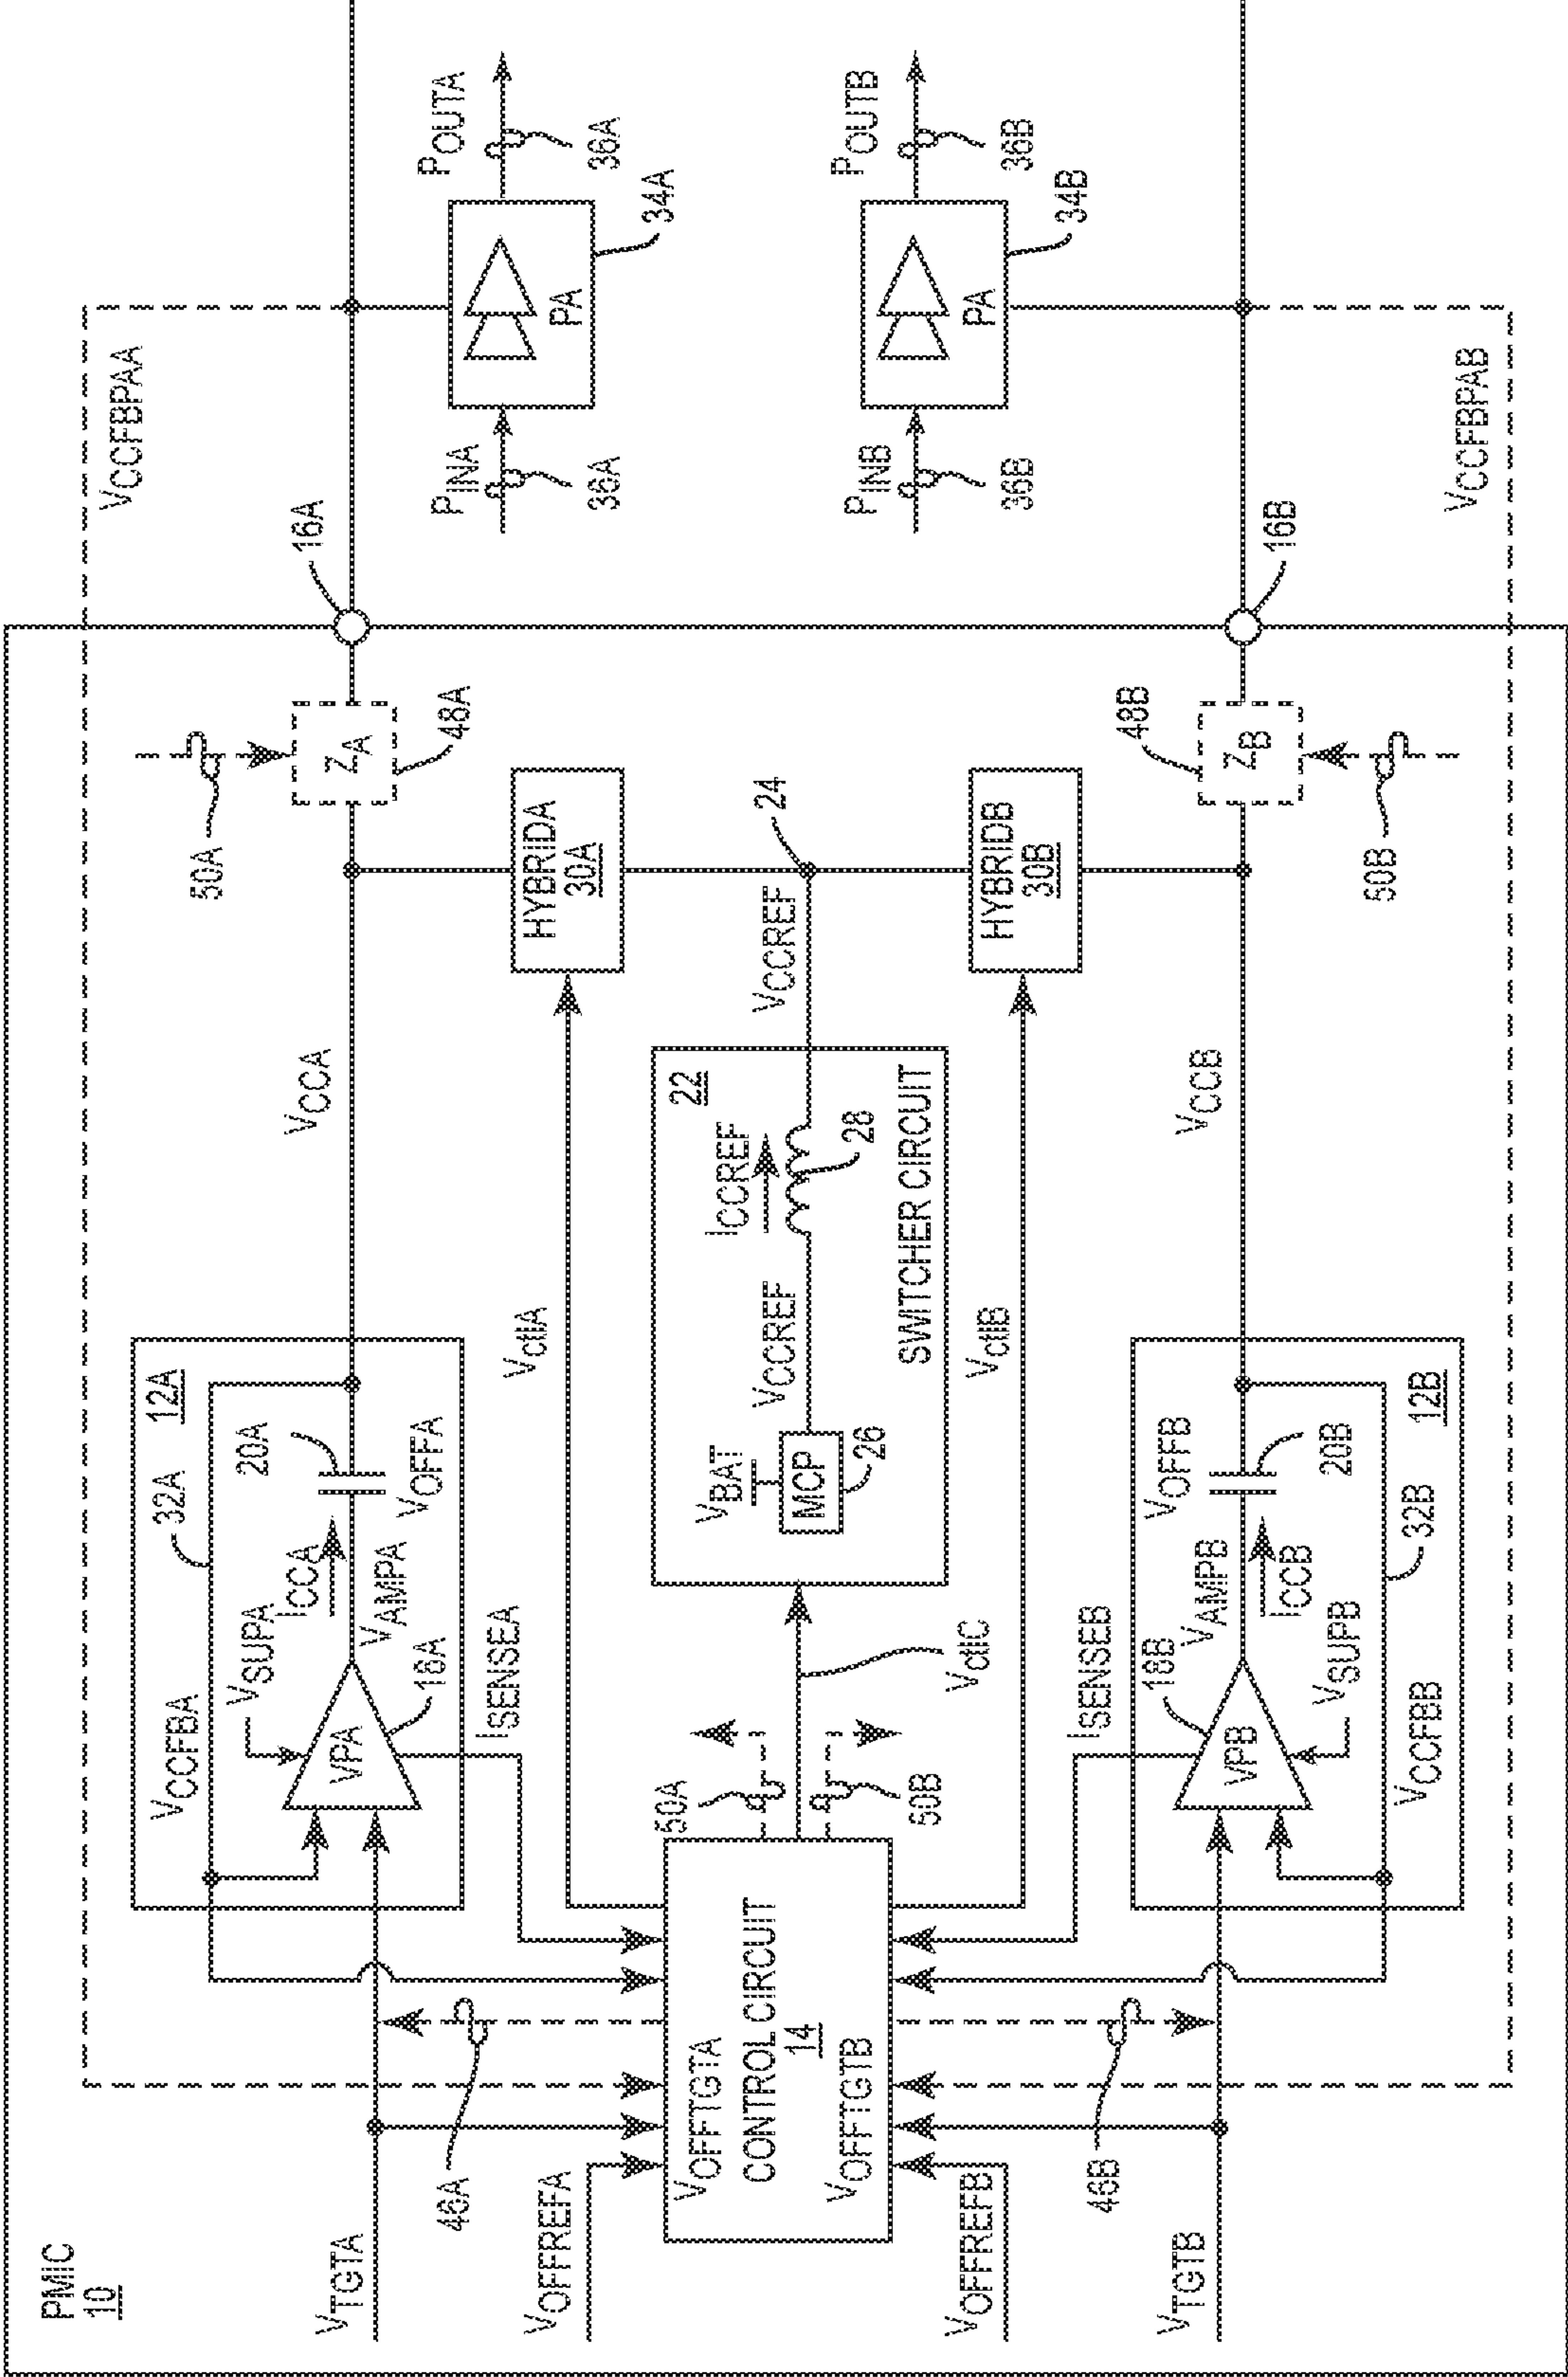 PMIC
10
VTGTA
VOFFREFA
VOFFREFB
VTGTB
46A
46B
VOFFTGTA
CONTROL CIRCUIT
14
VOFFTGTB
50A
50B
VctlC
ISENSEA
ISENSEB
VctlA
VctlB
12A
32A
VCCFBA
VSUPA
VPA
18A
ICCA
VAMPA
20A
VOFFA
12B
32B
VCCFBB
VSUPB
VPB
18B
ICCB
VAMPB
20B
VOFFB
22
SWITCHER CIRCUIT
VBAT
MCP
26
VCCREF
ICCREF
28
VCCREF
24
VCCA
VCCB
HYBRIDA
30A
HYBRIDB
30B
50A
ZA
48A
50B
ZB
48B
16A
16B
VCCFBPAA
VCCFBPAB
PINA
36A
PA
34A
POUTA
36A
PINB
36B
PA
34B
POUTB
36B